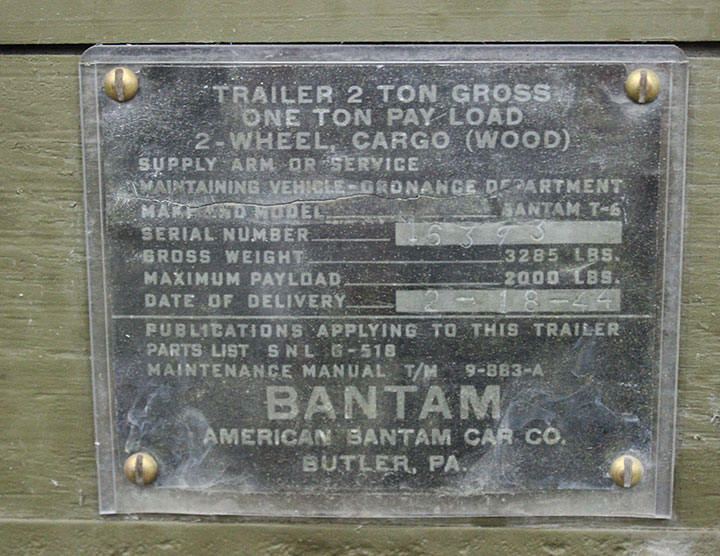 TRAILER 2 TON GROSS
ONE TON PAY LOAD
2-WHEEL, CARGO (WOOD)
SUPPLY ARM OR SERVICE
MAINTAINING VEHICLE-ORDNANCE DEPARTMENT
MAKE AND MODEL BANTAM T-6
SERIAL NUMBER 16393
GROSS WEIGHT 3285 LBS.
MAXIMUM PAYLOAD 2000 LBS.
DATE OF DELIVERY 2-18-44
PUBLICATIONS APPLYING TO THIS TRAILER
PARTS LIST SNL G-518
MAINTENANCE MANUAL T/M 9-883-A
BANTAM
AMERICAN BANTAM CAR CO.
BUTLER, PA.